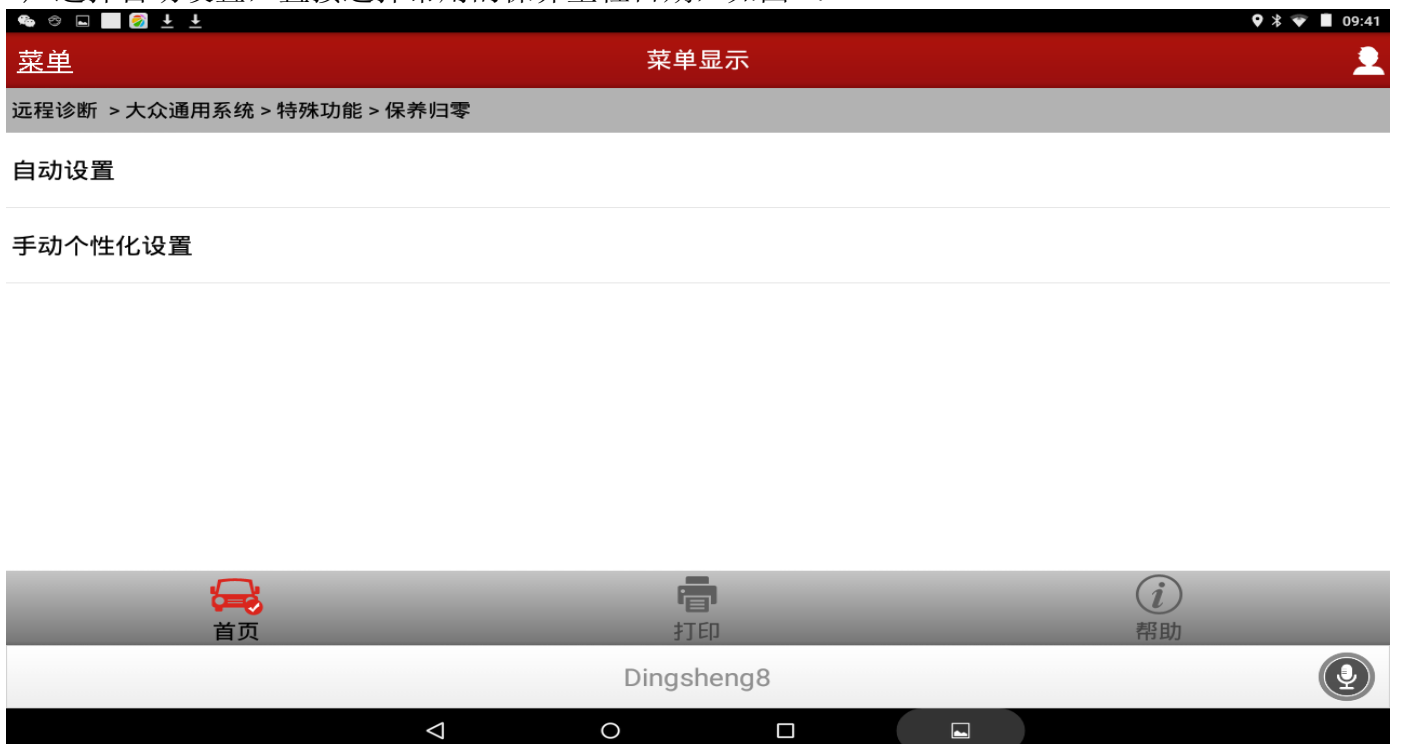 09:41
菜单
菜单显示
远程诊断 >大众通用系统>特殊功能>保养归零
自动设置
手动个性化设置
首页
打印
帮助
Dingsheng8